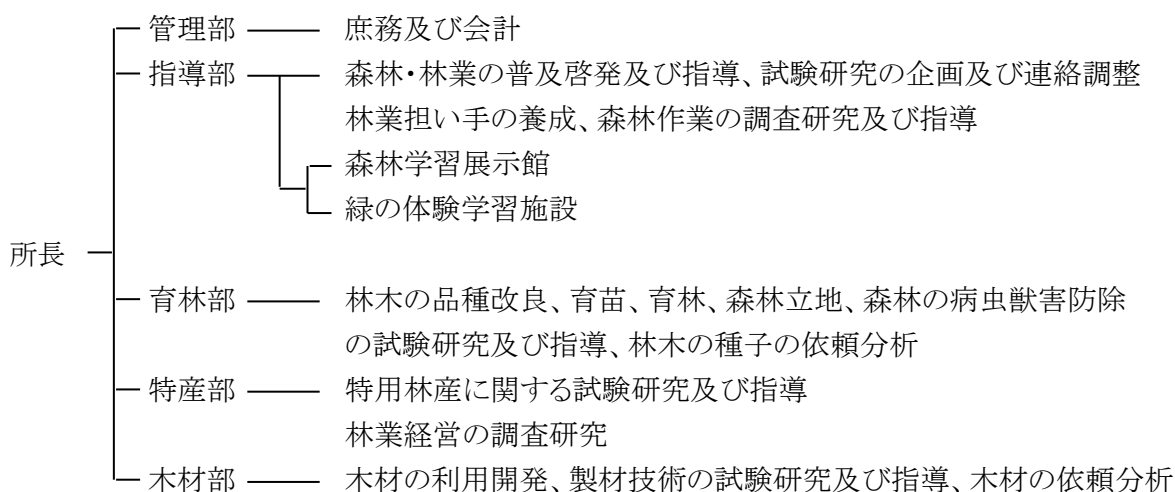 管理部 庶務及び会計
指導部 森林・林業の普及啓発及び指導、試験研究の企画及び連絡調整
林業担い手の養成、森林作業の調査研究及び指導
森林学習展示館
緑の体験学習施設
所長
育林部 林木の品種改良、育苗、育林、森林立地、森林の病虫獣害防除
の試験研究及び指導、林木の種子の依頼分析
特産部 特用林産に関する試験研究及び指導
林業経営の調査研究
木材部 木材の利用開発、製材技術の試験研究及び指導、木材の依頼分析